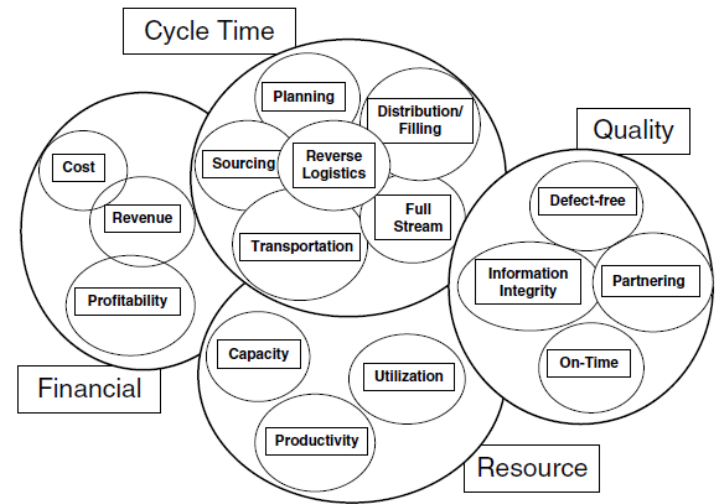 Cycle Time
Planning
Distribution/
Filling
Sourcing
Reverse
Logistics
Full
Stream
Transportation
Cost
Revenue
Profitability
Financial
Quality
Defect-free
Information
Integrity
Partnering
On-Time
Capacity
Utilization
Productivity
Resource